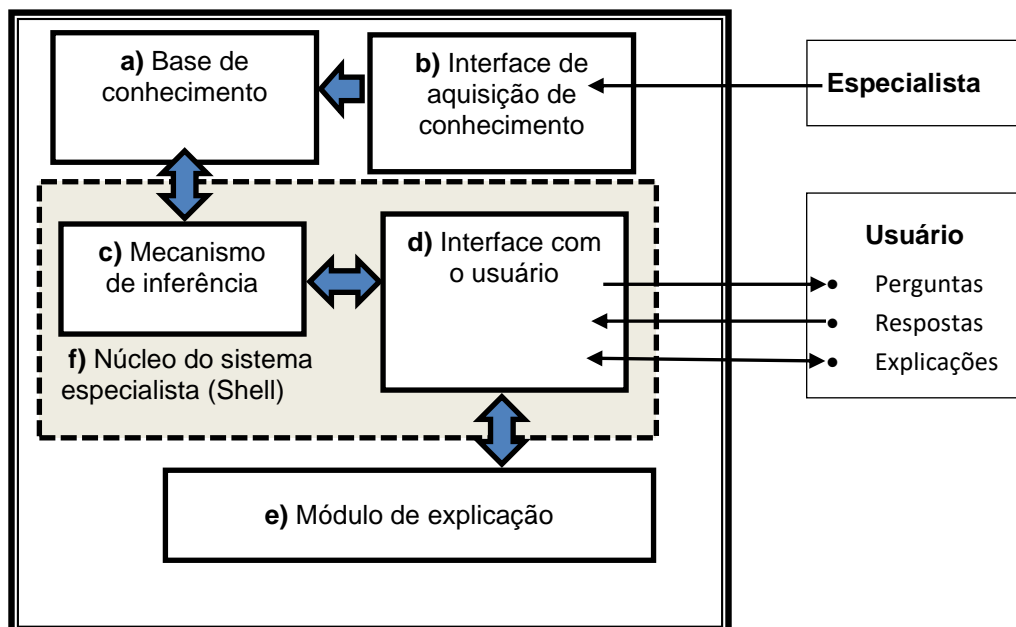 a) Base de
conhecimento
b) Interface de
aquisição de
conhecimento
Especialista
c) Mecanismo
de inferência
d) Interface com
o usuário
f) Núcleo do sistema
especialista (Shell)
e) Módulo de explicação
Usuário
• Perguntas
• Respostas
• Explicações